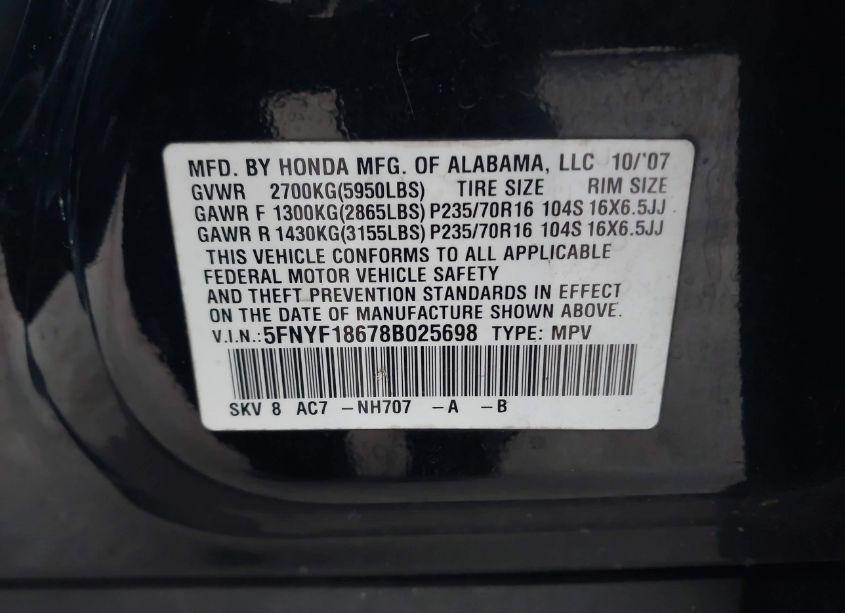 MFD. BY HONDA MFG. OF ALABAMA, LLC 10/'07
GVWR 2700KG(5950LBS) TIRE SIZE RIM SIZE
GAWR F 1300KG(2865LBS) P235/70R16 104S 16X6.5JJ
GAWR R 1430KG(3155LBS) P235/70R16 104S 16X6.5JJ
THIS VEHICLE CONFORMS TO ALL APPLICABLE
FEDERAL MOTOR VEHICLE SAFETY
AND THEFT PREVENTION STANDARDS IN EFFECT
ON THE DATE OF MANUFACTURE SHOWN ABOVE.
V.I.N.:5FNYF18678B025698 TYPE: MPV
SKV 8 AC7 -NH707 -A -B